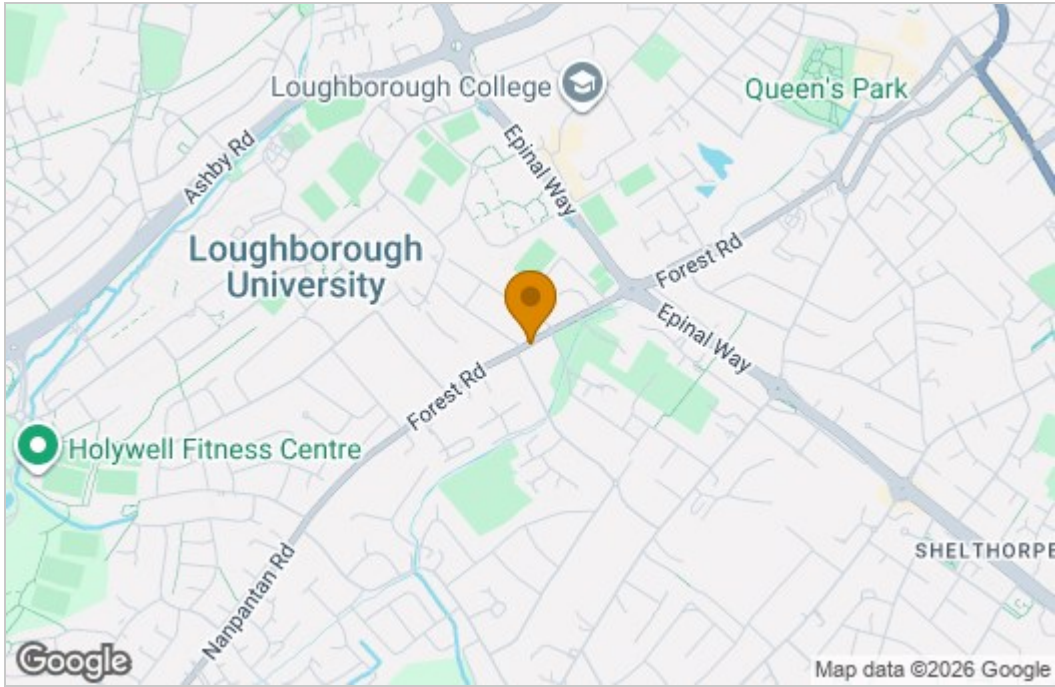 Loughborough College
Queen's Park
Ashby Rd
Epinal Way
Loughborough
University
Forest Rd
Epinal Way
Forest Rd
Holywell Fitness Centre
SHELTHORPE
Nanpantan Rd
Google
Map data ©2026 Google